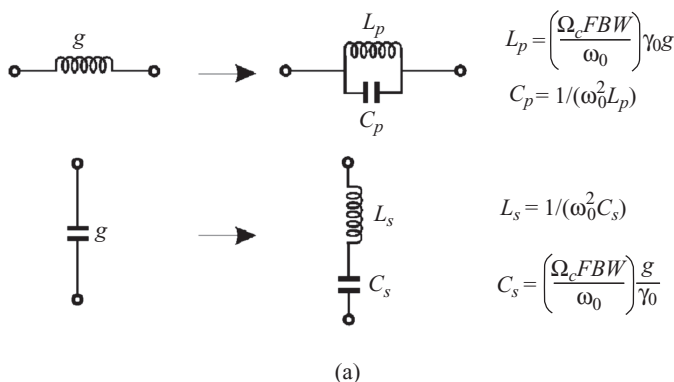 g
L_p
C_p
L_p = (Ω_c FBW / ω_0) γ_0 g
C_p = 1/(ω_0^2 L_p)
g
L_s
C_s
L_s = 1/(ω_0^2 C_s)
C_s = (Ω_c FBW / ω_0) g / γ_0
(a)